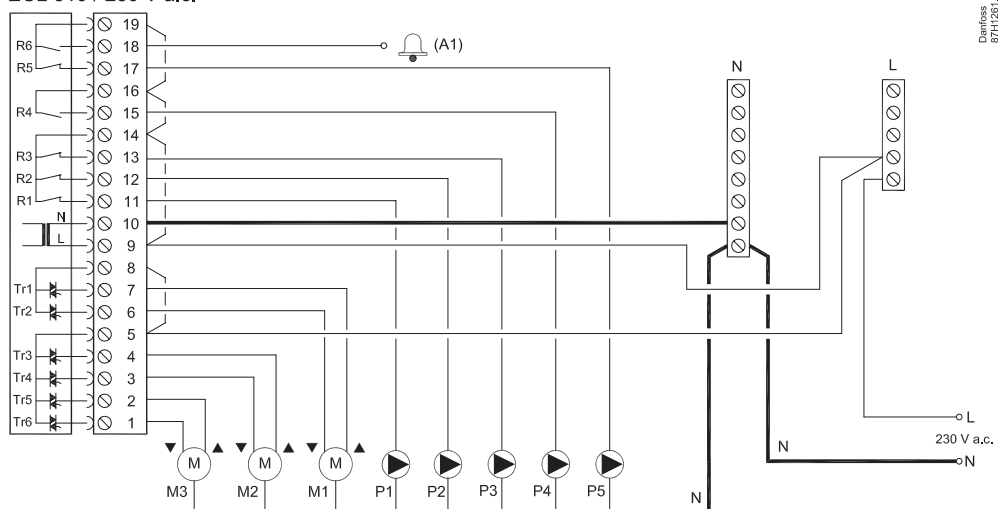 Danfoss
19
R6
18
(A1)
R5
17
N
L
16
R4
15
14
R3
13
R2
12
R1
11
N
10
L
9
8
Tr1
7
Tr2
6
5
Tr3
4
Tr4
3
Tr5
2
Tr6
1
L
230 V a.c.
N
N
M
M
M
M3
M2
M1
P1
P2
P3
P4
P5
N